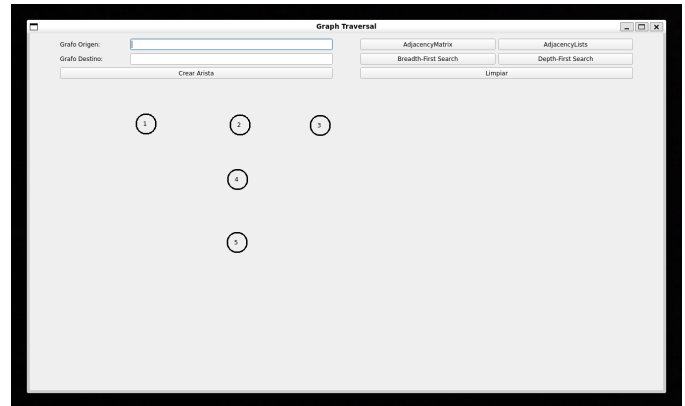 Graph Traversal
Grafo Origen:
AdjacencyMatrix
AdjacencyLists
Grafo Destino:
Breadth-First Search
Depth-First Search
Crear Arista
Limpiar
1
2
3
4
5